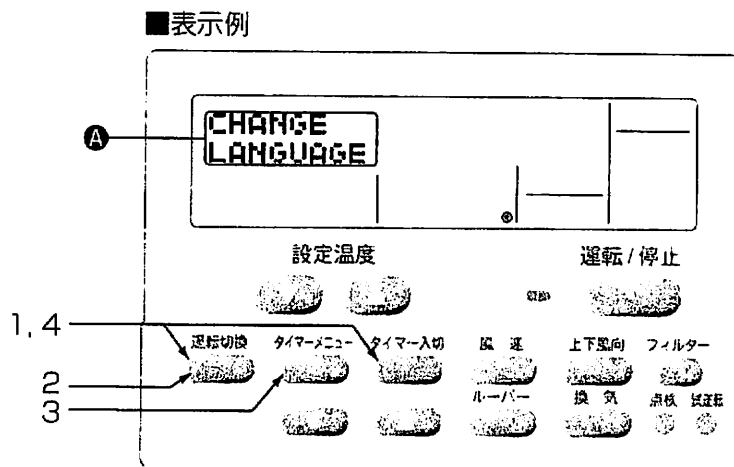 ■表示例
A
CHANGE
LANGUAGE
設定温度
運転/停止
1, 4
運転切換
タイマーメニュー
タイマー入切
風 速
上下風向
フィルター
2
3
ルーバー
換 気
点検
試運転